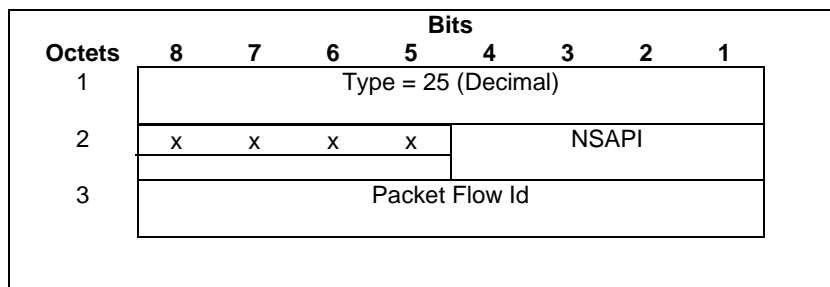 Bits
Octets 8 7 6 5 4 3 2 1
1 Type = 25 (Decimal)
2 x x x x NSAPI
3 Packet Flow Id